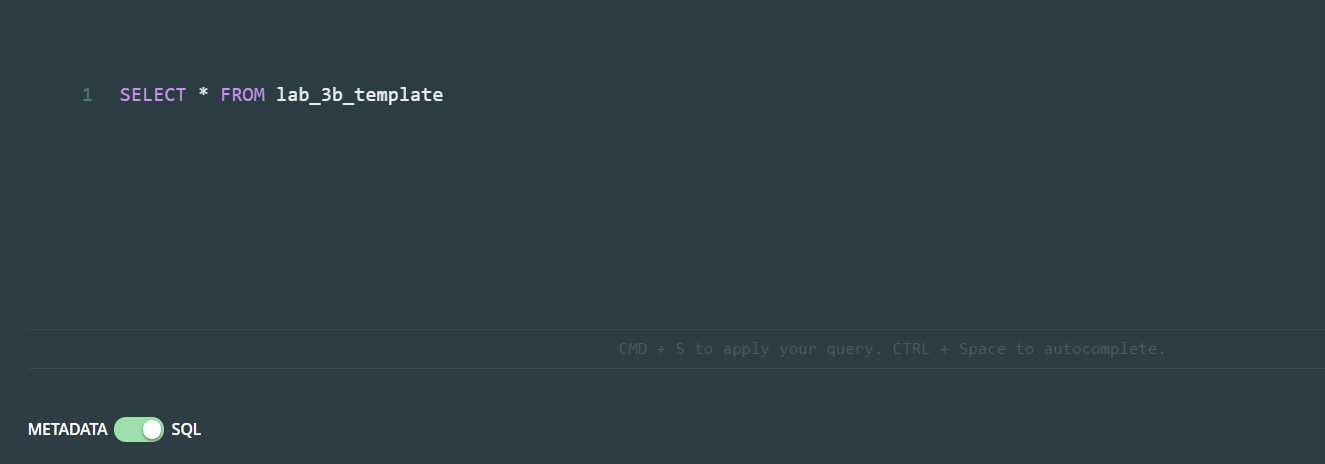 1 SELECT * FROM lab_3b_template
CMD + S to apply your query. CTRL + Space to autocomplete.
METADATA SQL